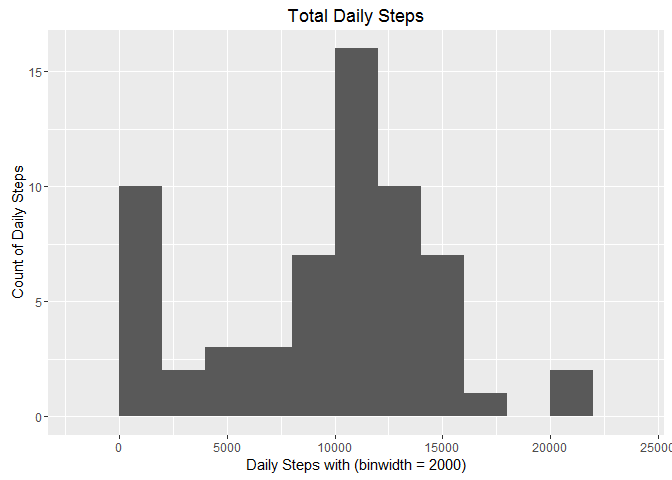 Total Daily Steps
Count of Daily Steps
15
10
5
0
0 5000 10000 15000 20000 25000
Daily Steps with (binwidth = 2000)